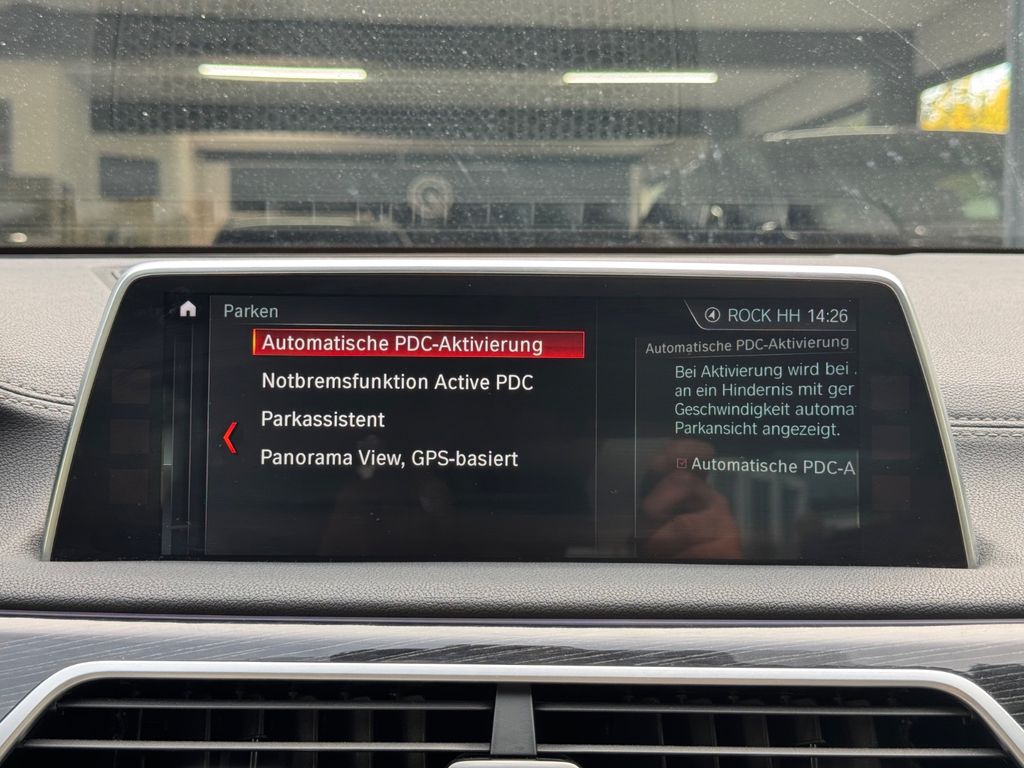 Parken
ROCK HH 14:26
Automatische PDC-Aktivierung
Notbremsfunktion Active PDC
Parkassistent
Panorama View, GPS-basiert
Automatische PDC-Aktivierung
Bei Aktivierung wird bei .
an ein Hindernis mit ger
Geschwindigkeit automa
Parkansicht angezeigt.
Automatische PDC-A